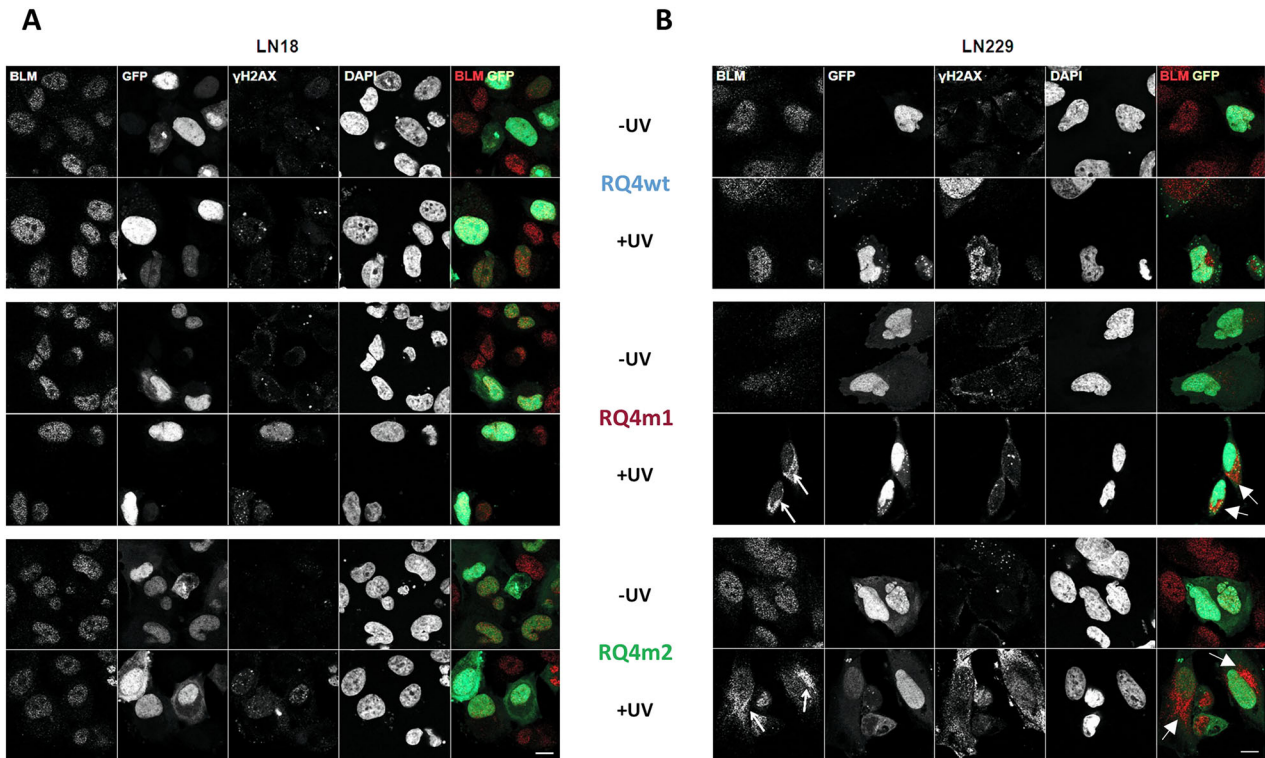 A
B
LN18
LN229
BLM GFP γH2AX DAPI BLM GFP
BLM GFP γH2AX DAPI BLM GFP
-UV
RQ4wt
+UV
-UV
RQ4m1
+UV
-UV
RQ4m2
+UV